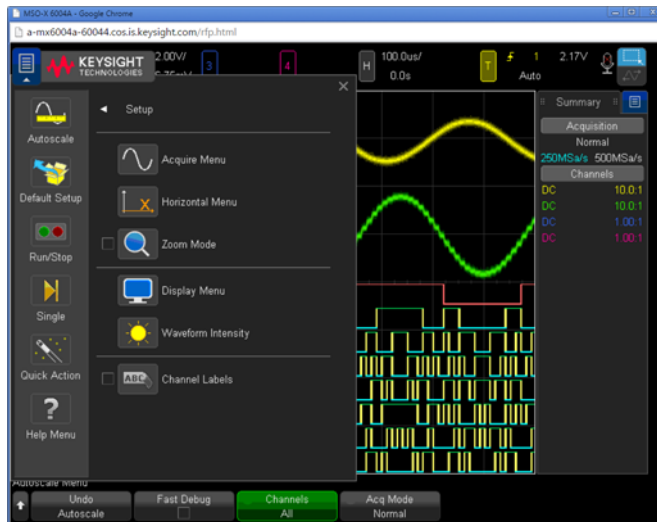 MSO-X 6004A - Google Chrome
a-mx6004a-60044.cos.is.keysight.com/rfp.html
KEYSIGHT TECHNOLOGIES
2.00V/
3
4
H
100.0us/
0.0s
T
1
2.17V
Auto
Setup
Summary
Autoscale
Acquisition
Normal
250MSa/s 500MSa/s
Channels
DC 10.0:1
DC 10.0:1
DC 1.00:1
DC 1.00:1
Acquire Menu
Default Setup
Horizontal Menu
Zoom Mode
Run/Stop
Display Menu
Single
Waveform Intensity
Quick Action
ABC
Channel Labels
?
Help Menu
Autoscale Menu
Undo Autoscale
Fast Debug
Channels
All
Acq Mode
Normal